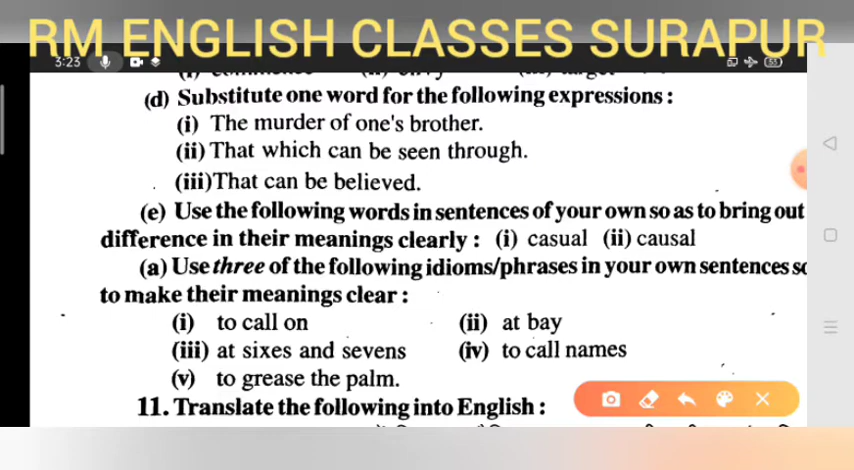 RM ENGLISH CLASSES SURAPUR
3:23 53
(d) Substitute one word for the following expressions :
(i) The murder of one's brother.
(ii) That which can be seen through.
(iii)That can be believed.
(e) Use the following words in sentences of your own so as to bring out
difference in their meanings clearly : (i) casual (ii) causal
(a) Use three of the following idioms/phrases in your own sentences so
to make their meanings clear :
(i) to call on (ii) at bay
(iii) at sixes and sevens (iv) to call names
(v) to grease the palm.
11. Translate the following into English :